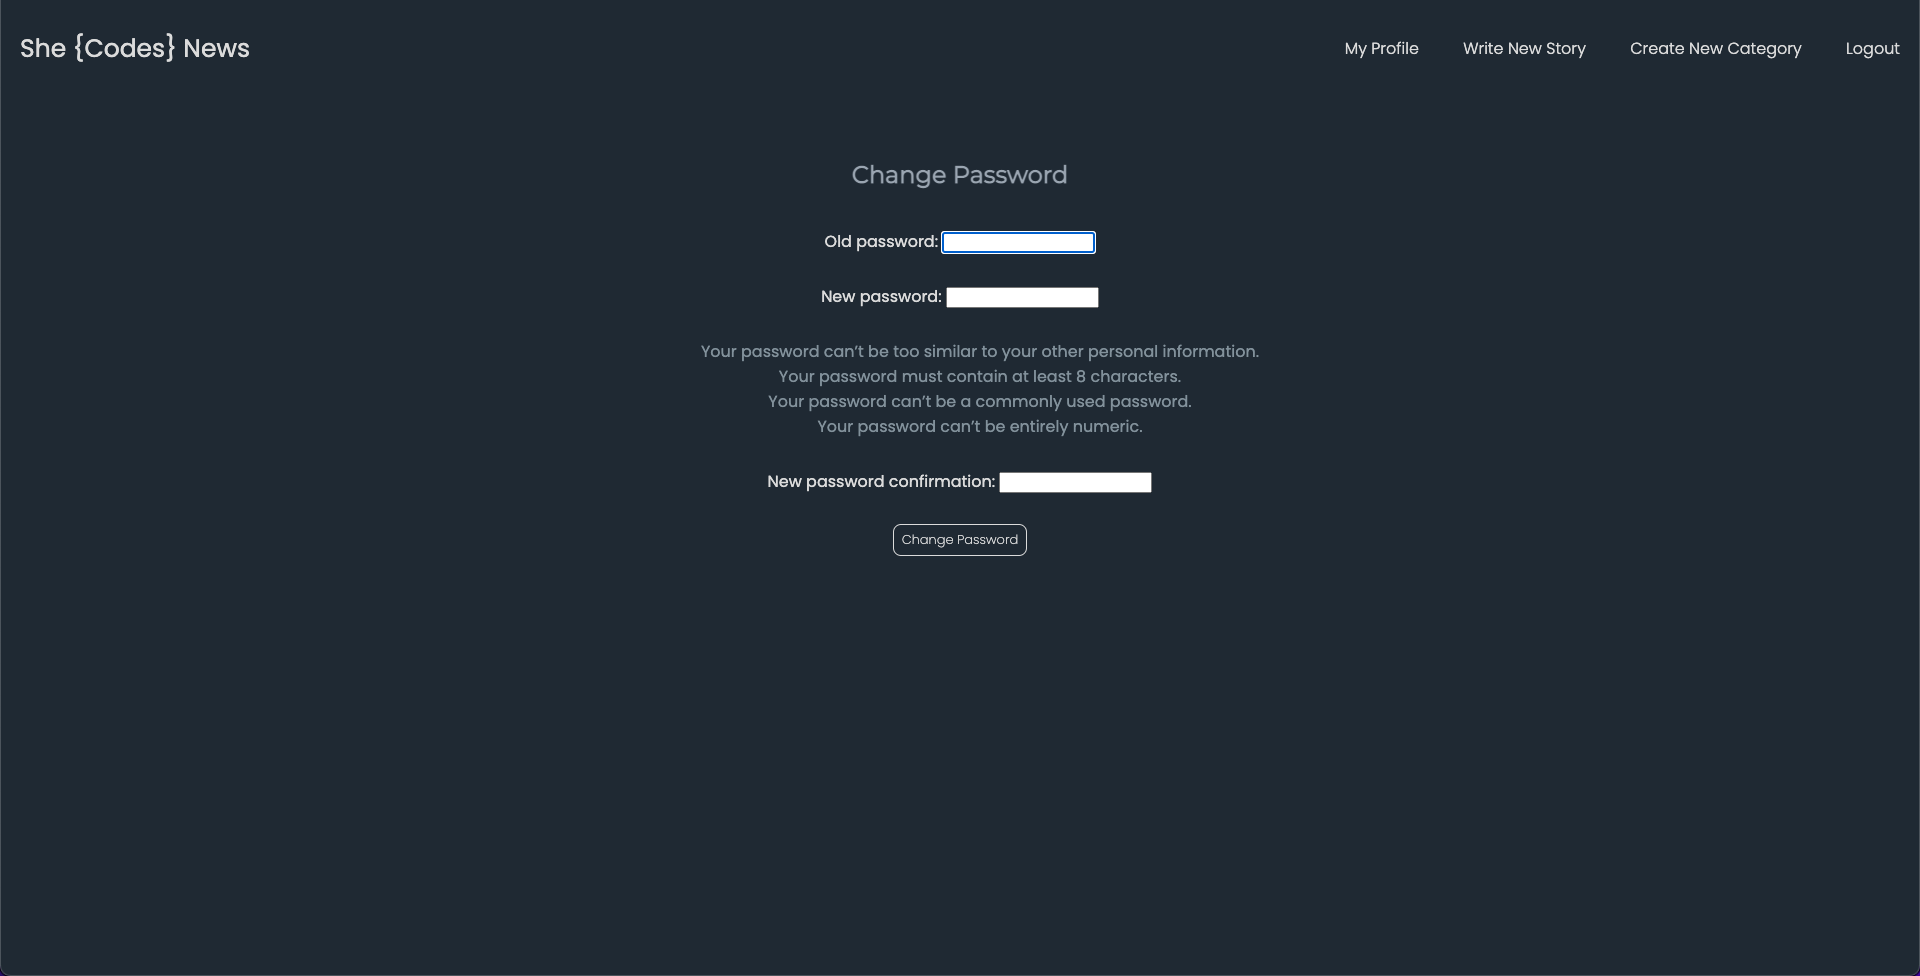 She {Codes} News
My Profile
Write New Story
Create New Category
Logout
Change Password
Old password:
New password:
Your password can’t be too similar to your other personal information.
Your password must contain at least 8 characters.
Your password can’t be a commonly used password.
Your password can’t be entirely numeric.
New password confirmation:
Change Password